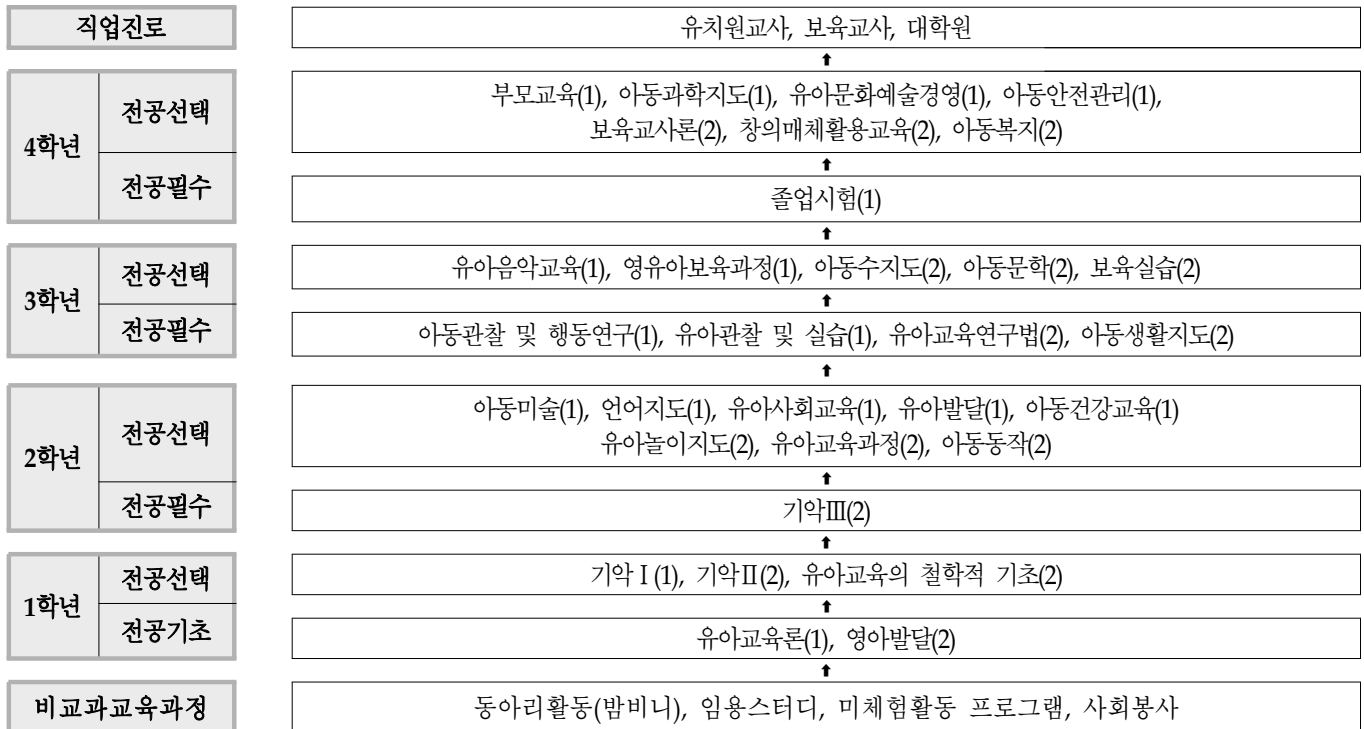 직업진로
유치원교사, 보육교사, 대학원
4학년
전공선택
부모교육(1), 아동과학지도(1), 유아문화예술경영(1), 아동안전관리(1),
보육교사론(2), 창의매체활용교육(2), 아동복지(2)
전공필수
졸업시험(1)
3학년
전공선택
유아음악교육(1), 영유아보육과정(1), 아동수지도(2), 아동문학(2), 보육실습(2)
전공필수
아동관찰 및 행동연구(1), 유아관찰 및 실습(1), 유아교육연구법(2), 아동생활지도(2)
2학년
전공선택
아동미술(1), 언어지도(1), 유아사회교육(1), 유아발달(1), 아동건강교육(1)
유아놀이지도(2), 유아교육과정(2), 아동동작(2)
전공필수
기악Ⅲ(2)
1학년
전공선택
기악Ⅰ(1), 기악Ⅱ(2), 유아교육의 철학적 기초(2)
전공기초
유아교육론(1), 영아발달(2)
비교과교육과정
동아리활동(밤비니), 임용스터디, 미체험활동 프로그램, 사회봉사